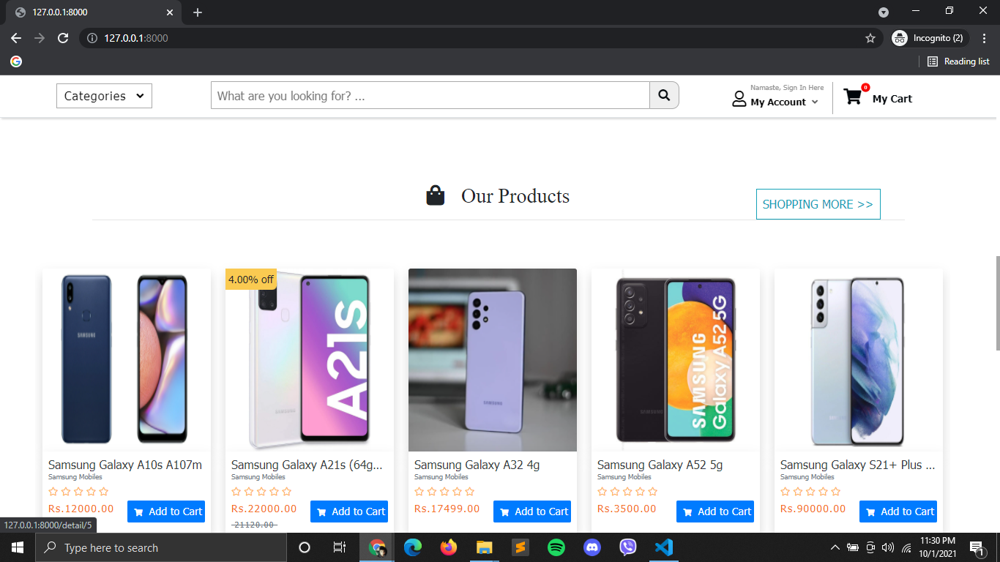 127.0.0.1:8000
127.0.0.1:8000
Incognito (2)
Reading list
Categories
What are you looking for? ...
Namaste, Sign In Here
My Account
0
My Cart
Our Products
SHOPPING MORE >>
4.00% off
SAMSUNG
A21s
SAMSUNG
SAMSUNG
SAMSUNG
SAMSUNG
Galaxy A52 5G
Samsung Galaxy A10s A107m
Samsung Mobiles
Rs.12000.00
Add to Cart
Samsung Galaxy A21s (64g...
Samsung Mobiles
Rs.22000.00
Add to Cart
21120.00
Samsung Galaxy A32 4g
Samsung Mobiles
Rs.17499.00
Add to Cart
Samsung Galaxy A52 5g
Samsung Mobiles
Rs.3500.00
Add to Cart
Samsung Galaxy S21+ Plus ...
Samsung Mobiles
Rs.90000.00
Add to Cart
127.0.0.1:8000/detail/5
Type here to search
11:30 PM
10/1/2021
1